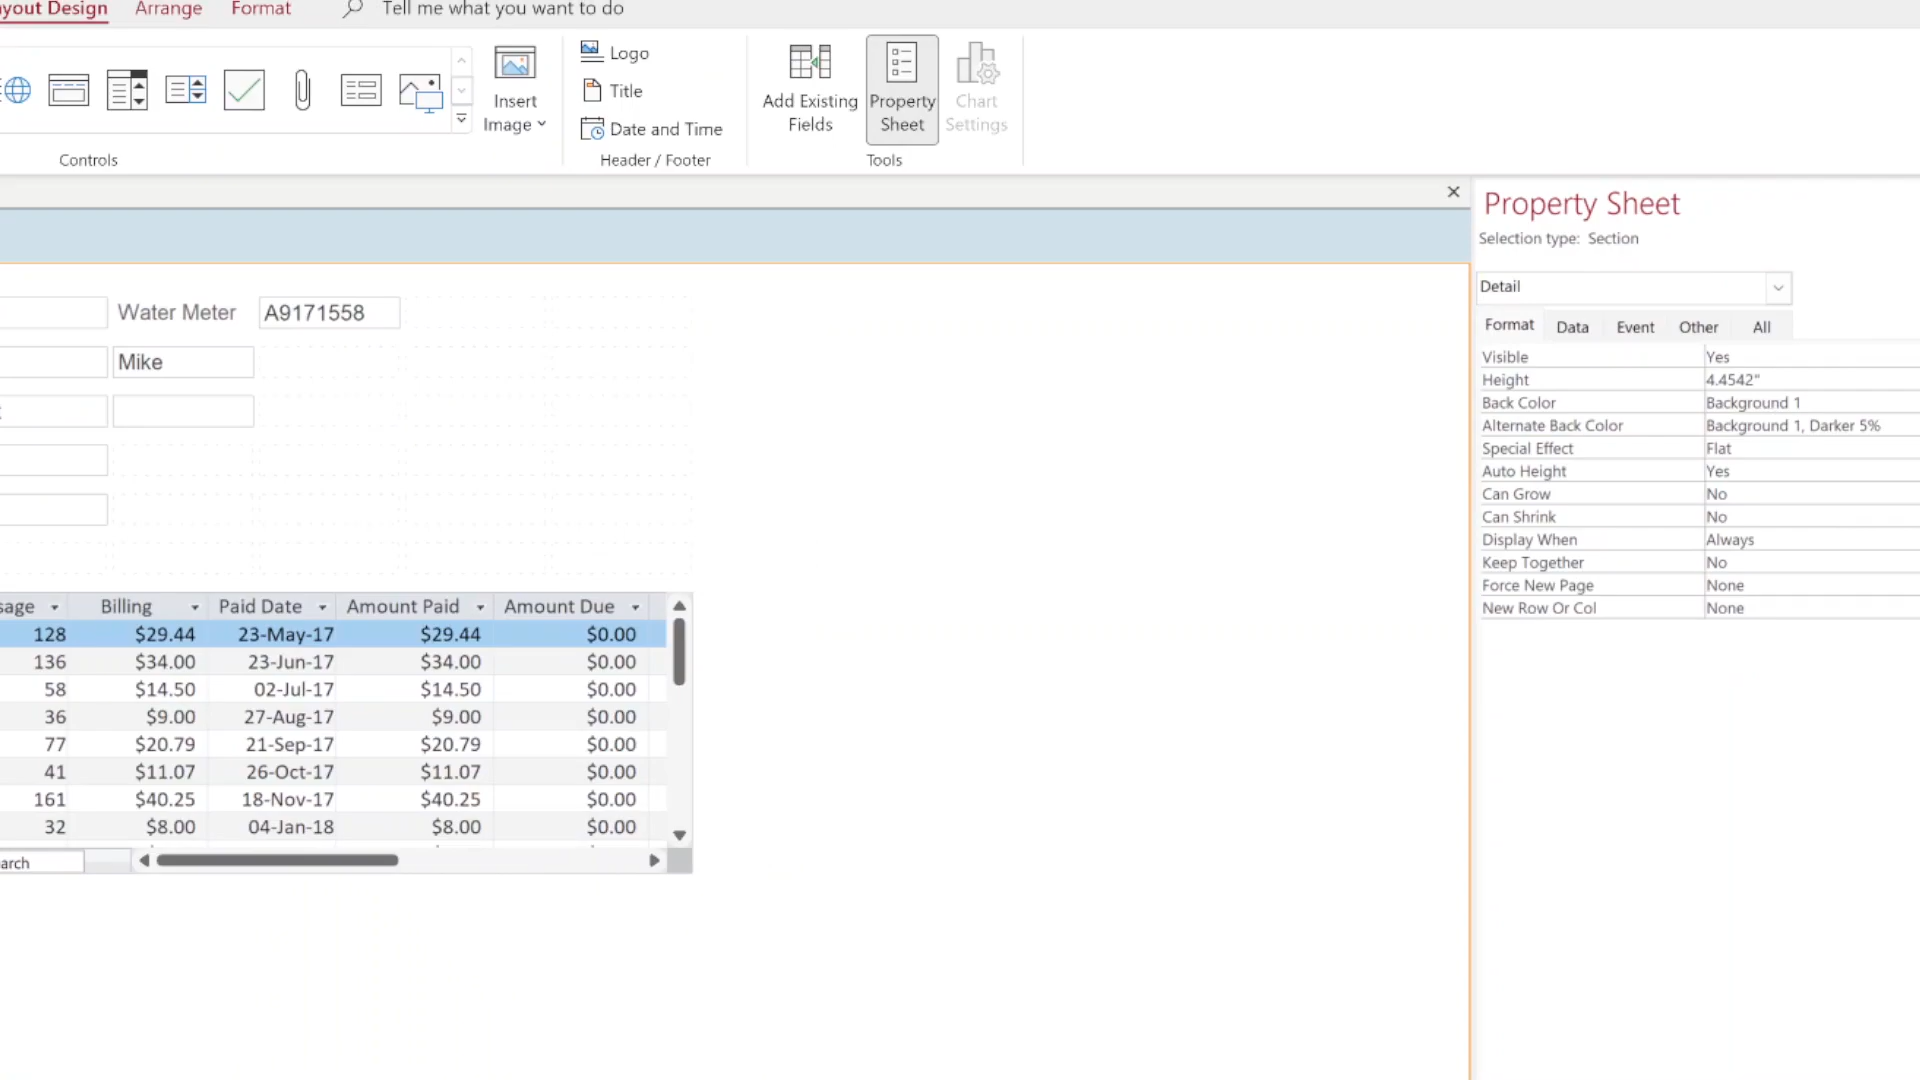 yout Design Arrange Format Tell me what you want to do
Insert
Image
Logo
Title
Date and Time
Add Existing
Fields
Property
Sheet
Chart
Settings
Controls Header / Footer Tools
Property Sheet
Selection type: Section
Detail
Format Data Event Other All
Visible Yes
Height 4.4542"
Back Color Background 1
Alternate Back Color Background 1, Darker 5%
Special Effect Flat
Auto Height Yes
Can Grow No
Can Shrink No
Display When Always
Keep Together No
Force New Page None
New Row Or Col None
Water Meter A9171558
Mike
sage Billing Paid Date Amount Paid Amount Due
128 $29.44 23-May-17 $29.44 $0.00
136 $34.00 23-Jun-17 $34.00 $0.00
58 $14.50 02-Jul-17 $14.50 $0.00
36 $9.00 27-Aug-17 $9.00 $0.00
77 $20.79 21-Sep-17 $20.79 $0.00
41 $11.07 26-Oct-17 $11.07 $0.00
161 $40.25 18-Nov-17 $40.25 $0.00
32 $8.00 04-Jan-18 $8.00 $0.00
arch